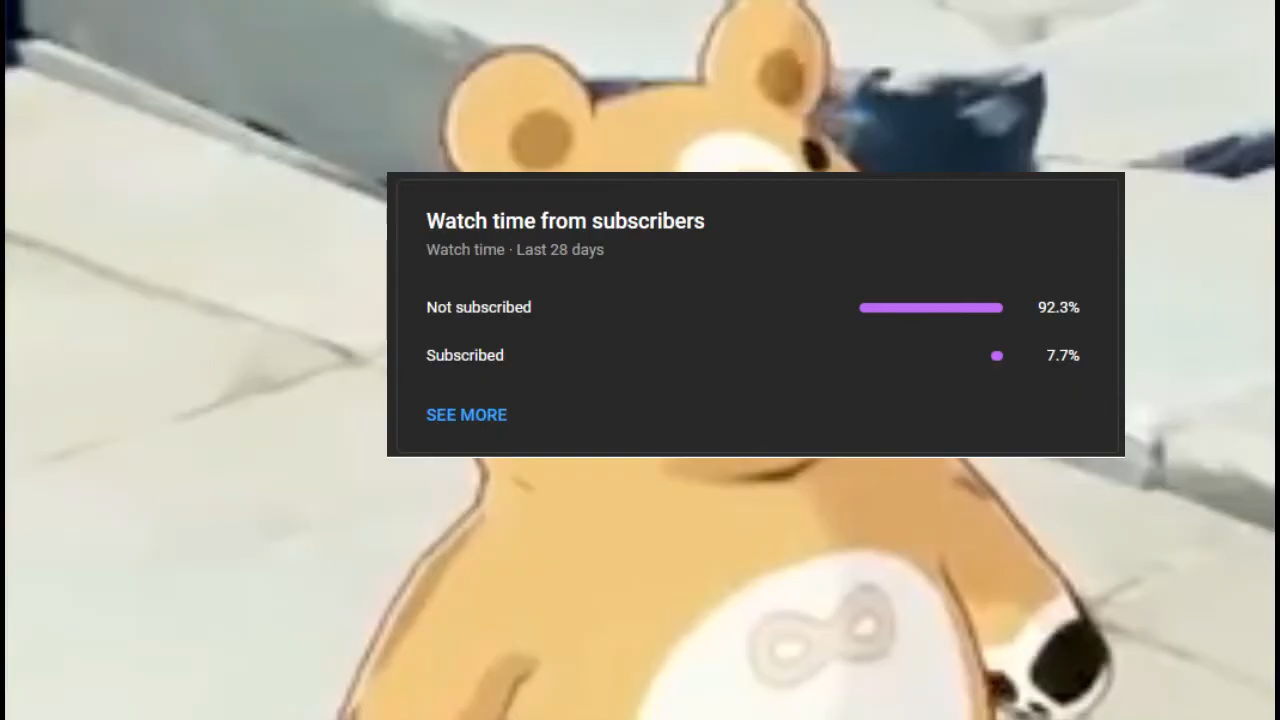 Watch time from subscribers
Watch time · Last 28 days
Not subscribed 92.3%
Subscribed 7.7%
SEE MORE